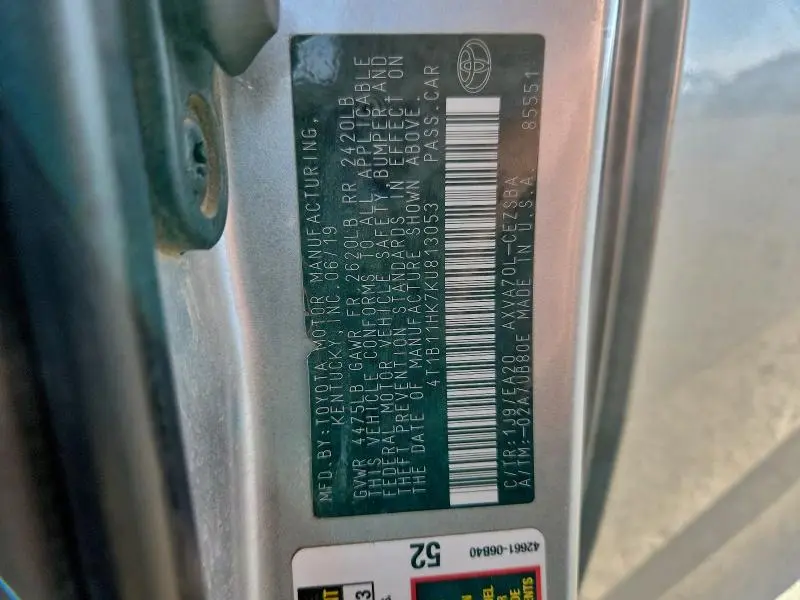 MFD.BY:TOYOTA MOTOR MANUFACTURING,
KENTUCKY, INC 06/19
GVWR 4475LB GAWR FR 2620LB RR 2420LB
THIS VEHICLE CONFORMS TO ALL APPLICABLE
FEDERAL MOTOR VEHICLE SAFETY, BUMPER, AND
THEFT PREVENTION STANDARDS IN EFFECT ON
THE DATE OF MANUFACTURE SHOWN ABOVE.
4T1B11HK7KU813053 PASS.CAR
C/TR:1J9/EA20 AXVA70L-CEZSBA
A/TM:-02A/UB80E MADE IN U.S.A. 85551
52
42661-06B40
3